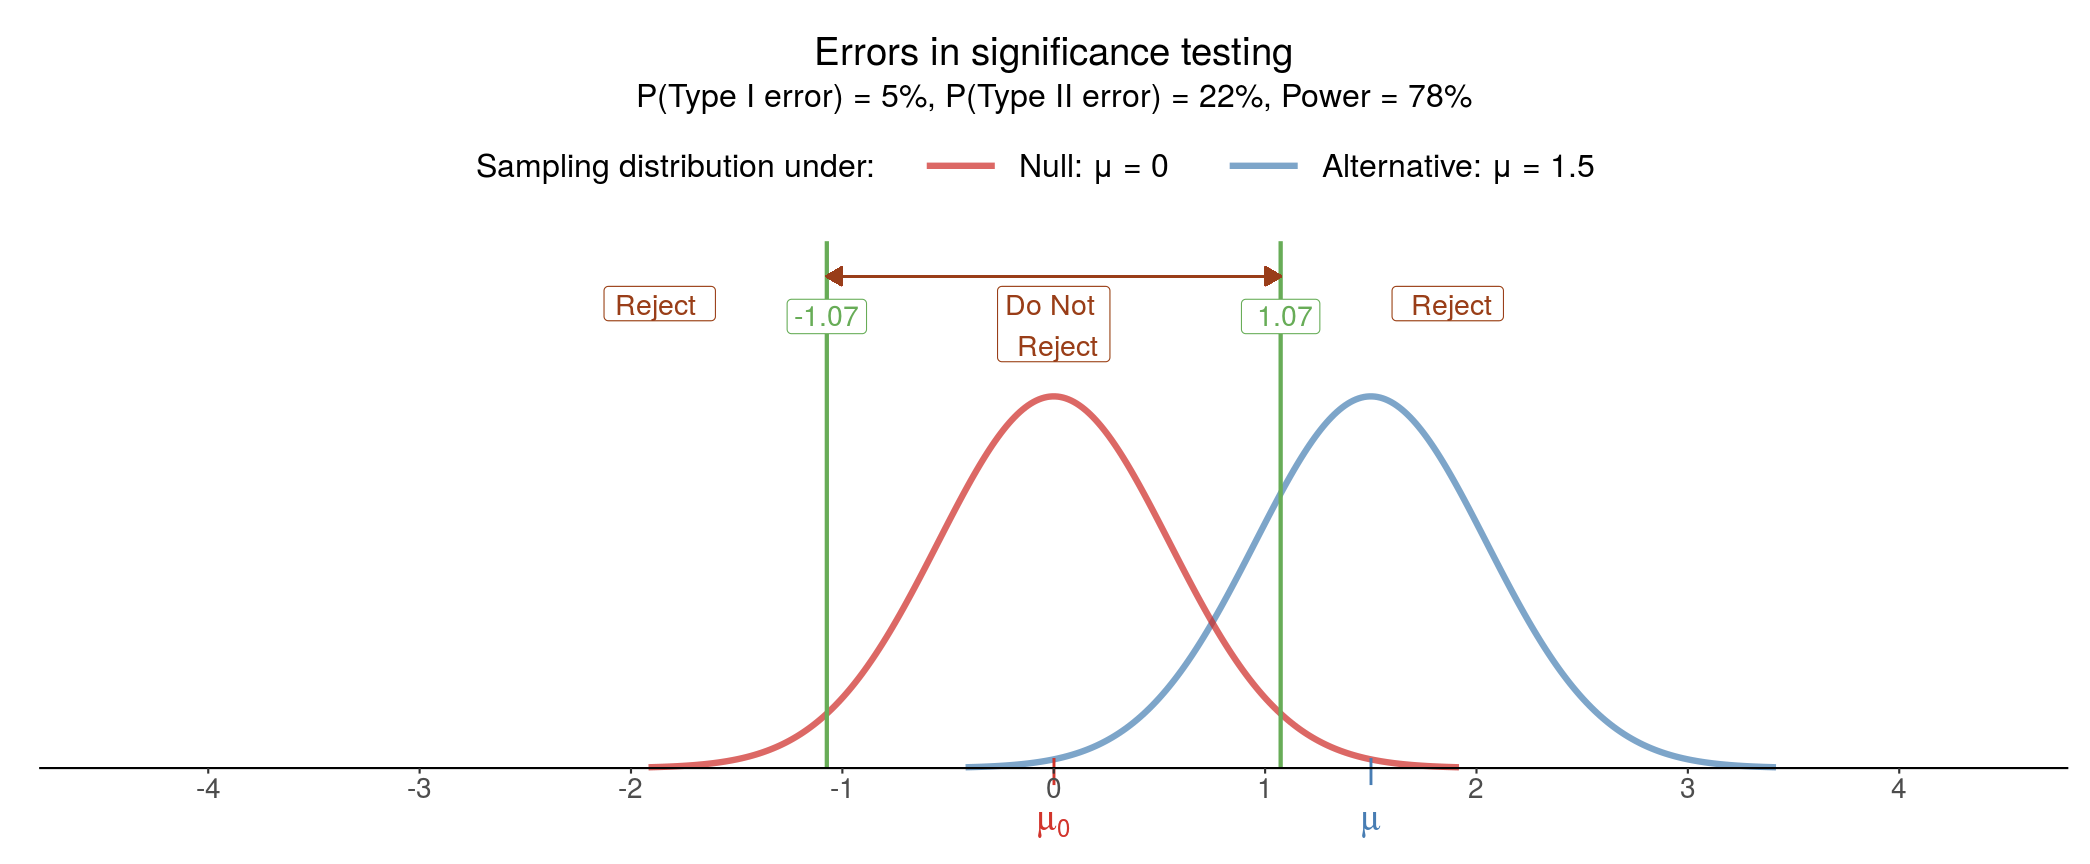 Errors in significance testing
P(Type I error) = 5%, P(Type II error) = 22%, Power = 78%
Sampling distribution under: Null: μ = 0 Alternative: μ = 1.5
Reject -1.07 Do Not 1.07 Reject
Reject
-4 -3 -2 -1 0 1 2 3 4
μ0 μ